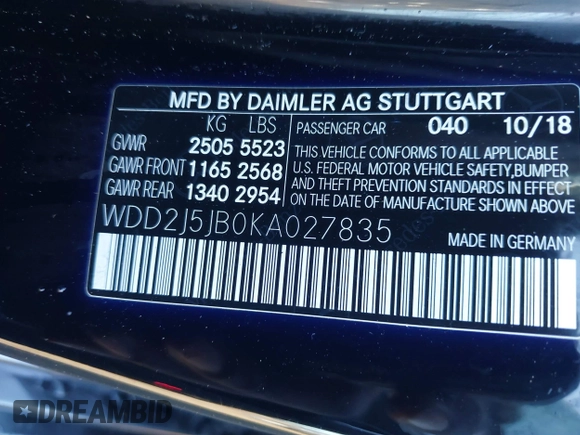 MFD BY DAIMLER AG STUTTGART
KG LBS PASSENGER CAR 040 10/18
GVWR 2505 5523
GAWR FRONT 1165 2568
GAWR REAR 1340 2954
THIS VEHICLE CONFORMS TO ALL APPLICABLE
U.S. FEDERAL MOTOR VEHICLE SAFETY, BUMPER
AND THEFT PREVENTION STANDARDS IN EFFECT
ON THE DATE OF MANUFACTURE SHOWN ABOVE.
WDD2J5JB0KA027835
MADE IN GERMANY
DREAMBID